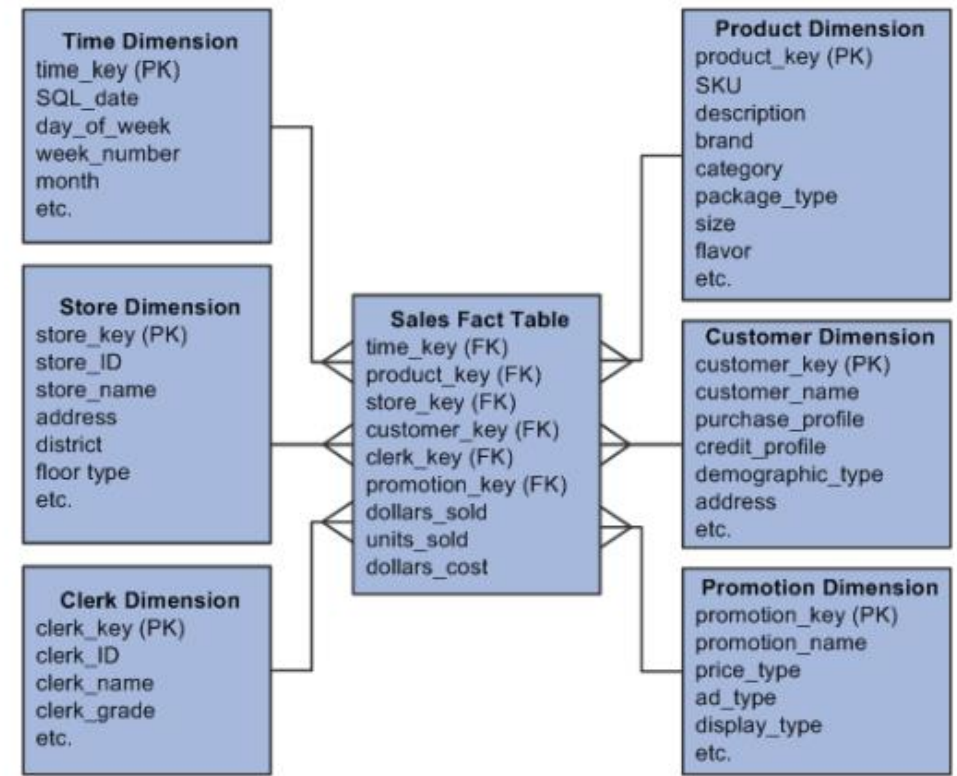 Time Dimension
time_key (PK)
SQL_date
day_of_week
week_number
month
etc.
Store Dimension
store_key (PK)
store_ID
store_name
address
district
floor type
etc.
Clerk Dimension
clerk_key (PK)
clerk_ID
clerk_name
clerk_grade
etc.
Sales Fact Table
time_key (FK)
product_key (FK)
store_key (FK)
customer_key (FK)
clerk_key (FK)
promotion_key (FK)
dollars_sold
units_sold
dollars_cost
Product Dimension
product_key (PK)
SKU
description
brand
category
package_type
size
flavor
etc.
Customer Dimension
customer_key (PK)
customer_name
purchase_profile
credit_profile
demographic_type
address
etc.
Promotion Dimension
promotion_key (PK)
promotion_name
price_type
ad_type
display_type
etc.